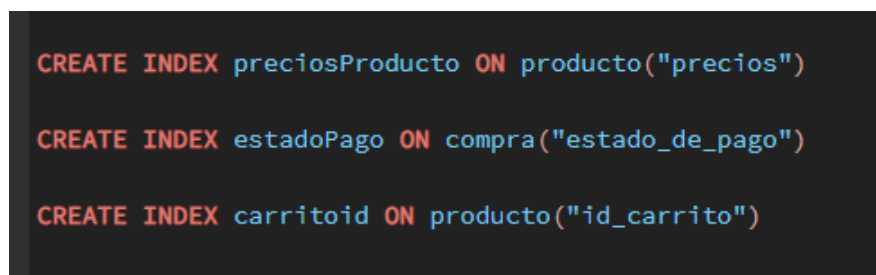 CREATE INDEX preciosProducto ON producto("precios")
CREATE INDEX estadoPago ON compra("estado_de_pago")
CREATE INDEX carritoid ON producto("id_carrito")